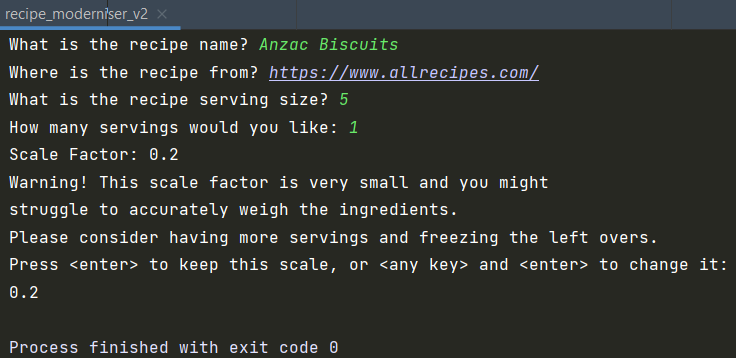 recipe_moderniser_v2
What is the recipe name? Anzac Biscuits
Where is the recipe from? https://www.allrecipes.com/
What is the recipe serving size? 5
How many servings would you like: 1
Scale Factor: 0.2
Warning! This scale factor is very small and you might
struggle to accurately weigh the ingredients.
Please consider having more servings and freezing the left overs.
Press <enter> to keep this scale, or <any key> and <enter> to change it:
0.2
Process finished with exit code 0